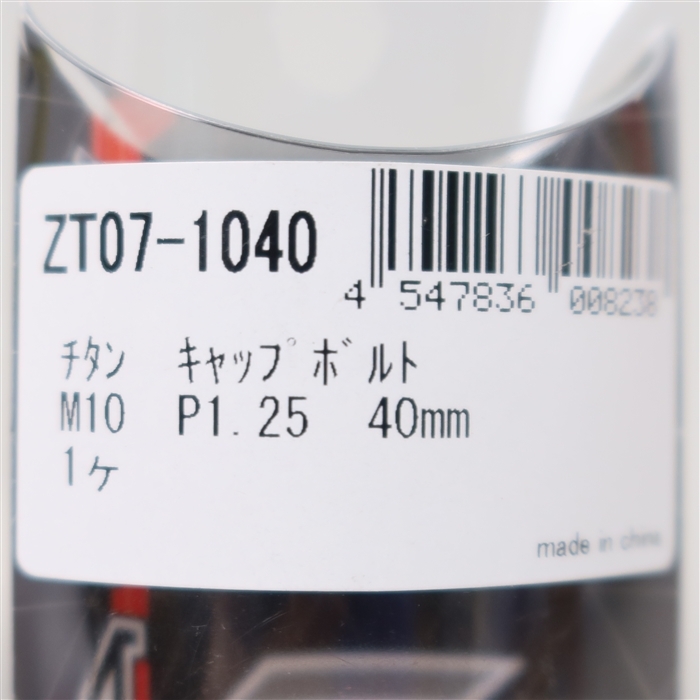 ZT07-1040
4 547836 008238
ﾁﾀﾝ ｷｬｯﾌﾟﾎﾞﾙﾄ
M10 P1.25 40mm
1ヶ
made in china